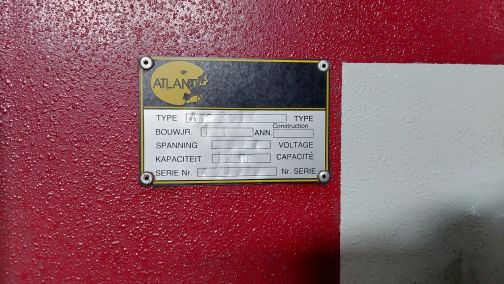 ATLANT
TYPE A TYPE
BOUWJR. ANN. Construction
SPANNING VOLTAGE
KAPACITEIT CAPACITÉ
SERIE Nr. Nr. SERIE